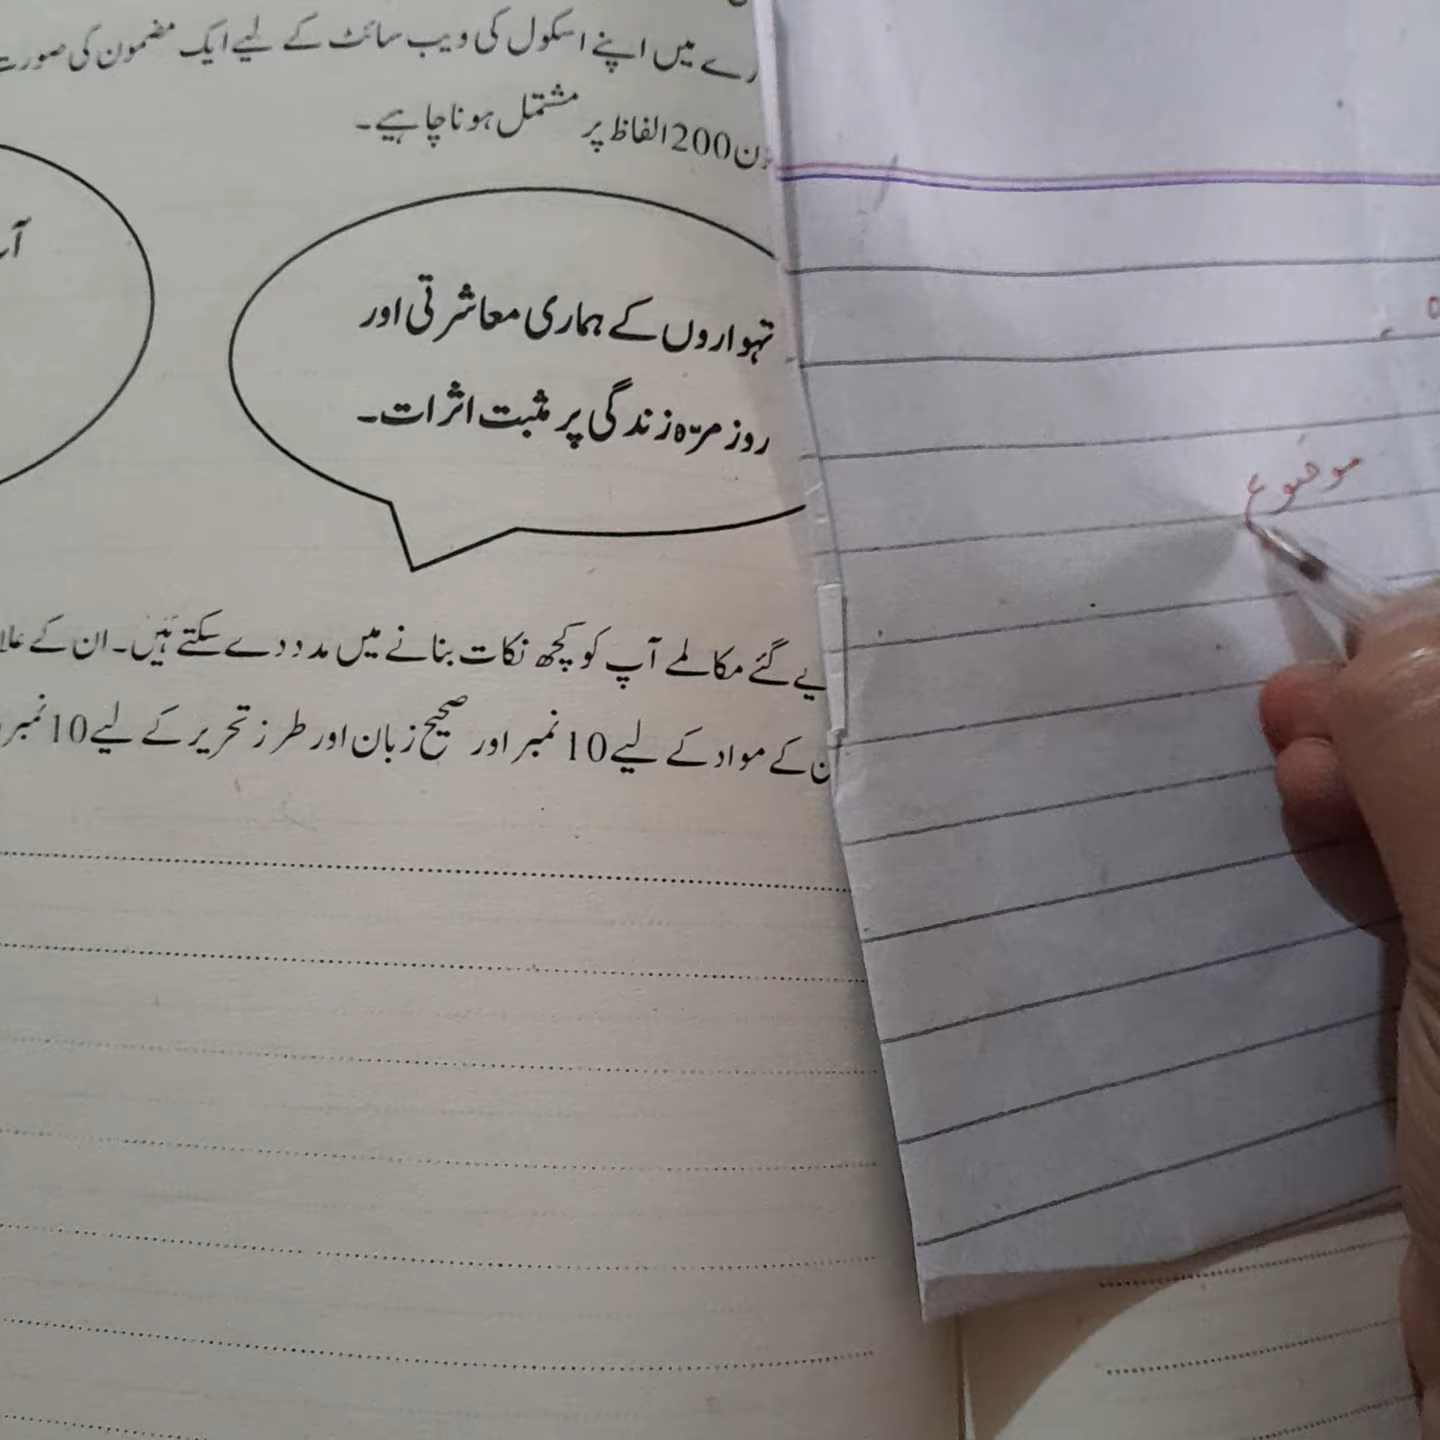 میں اپنے اسکول کی ویب سائٹ کے لیے ایک مضمون کی
200 الفاظ پر مشتمل ہونا چاہیے۔
تہواروں کے ہماری معاشرتی اور
روز مرّہ زندگی پر مثبت اثرات۔
موضوع
گئے مکالمے آپ کو کچھ نکات بنانے میں مدد دے سکتے ہیں۔ ان کے
کے مواد کے لیے 10 نمبر اور صحیح زبان اور طرز تحریر کے لیے 10 نمبر